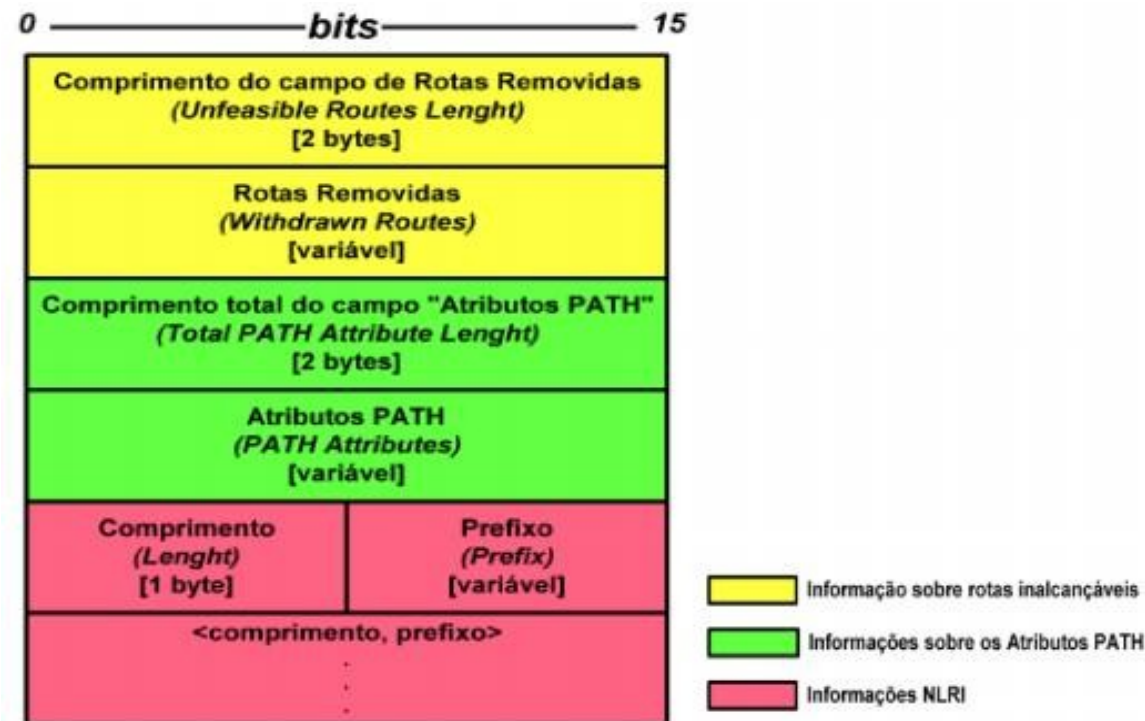 0 bits 15
Comprimento do campo de Rotas Removidas
(Unfeasible Routes Lenght)
[2 bytes]
Rotas Removidas
(Withdrawn Routes)
[variável]
Comprimento total do campo "Atributos PATH"
(Total PATH Attribute Lenght)
[2 bytes]
Atributos PATH
(PATH Attributes)
[variável]
Comprimento
(Lenght)
[1 byte]
Prefixo
(Prefix)
[variável]
<comprimento, prefixo>
.
.
.
Informação sobre rotas inalcançáveis
Informações sobre os Atributos PATH
Informações NLRI